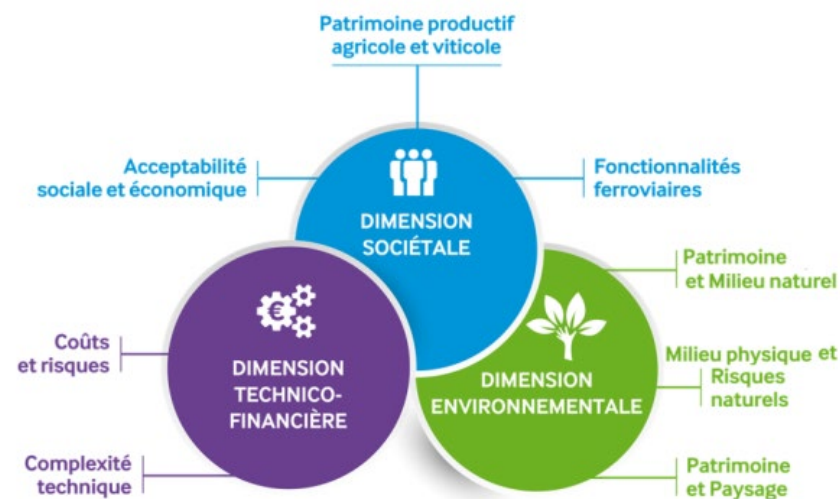 Patrimoine productif
agricole et viticole
Acceptabilité
sociale et économique
Fonctionnalités
ferroviaires
DIMENSION
SOCIÉTALE
Patrimoine
et Milieu naturel
€
Coûts
et risques
DIMENSION
TECHNICO-
FINANCIÈRE
DIMENSION
ENVIRONNEMENTALE
Milieu physique et
Risques
naturels
Complexité
technique
Patrimoine
et Paysage